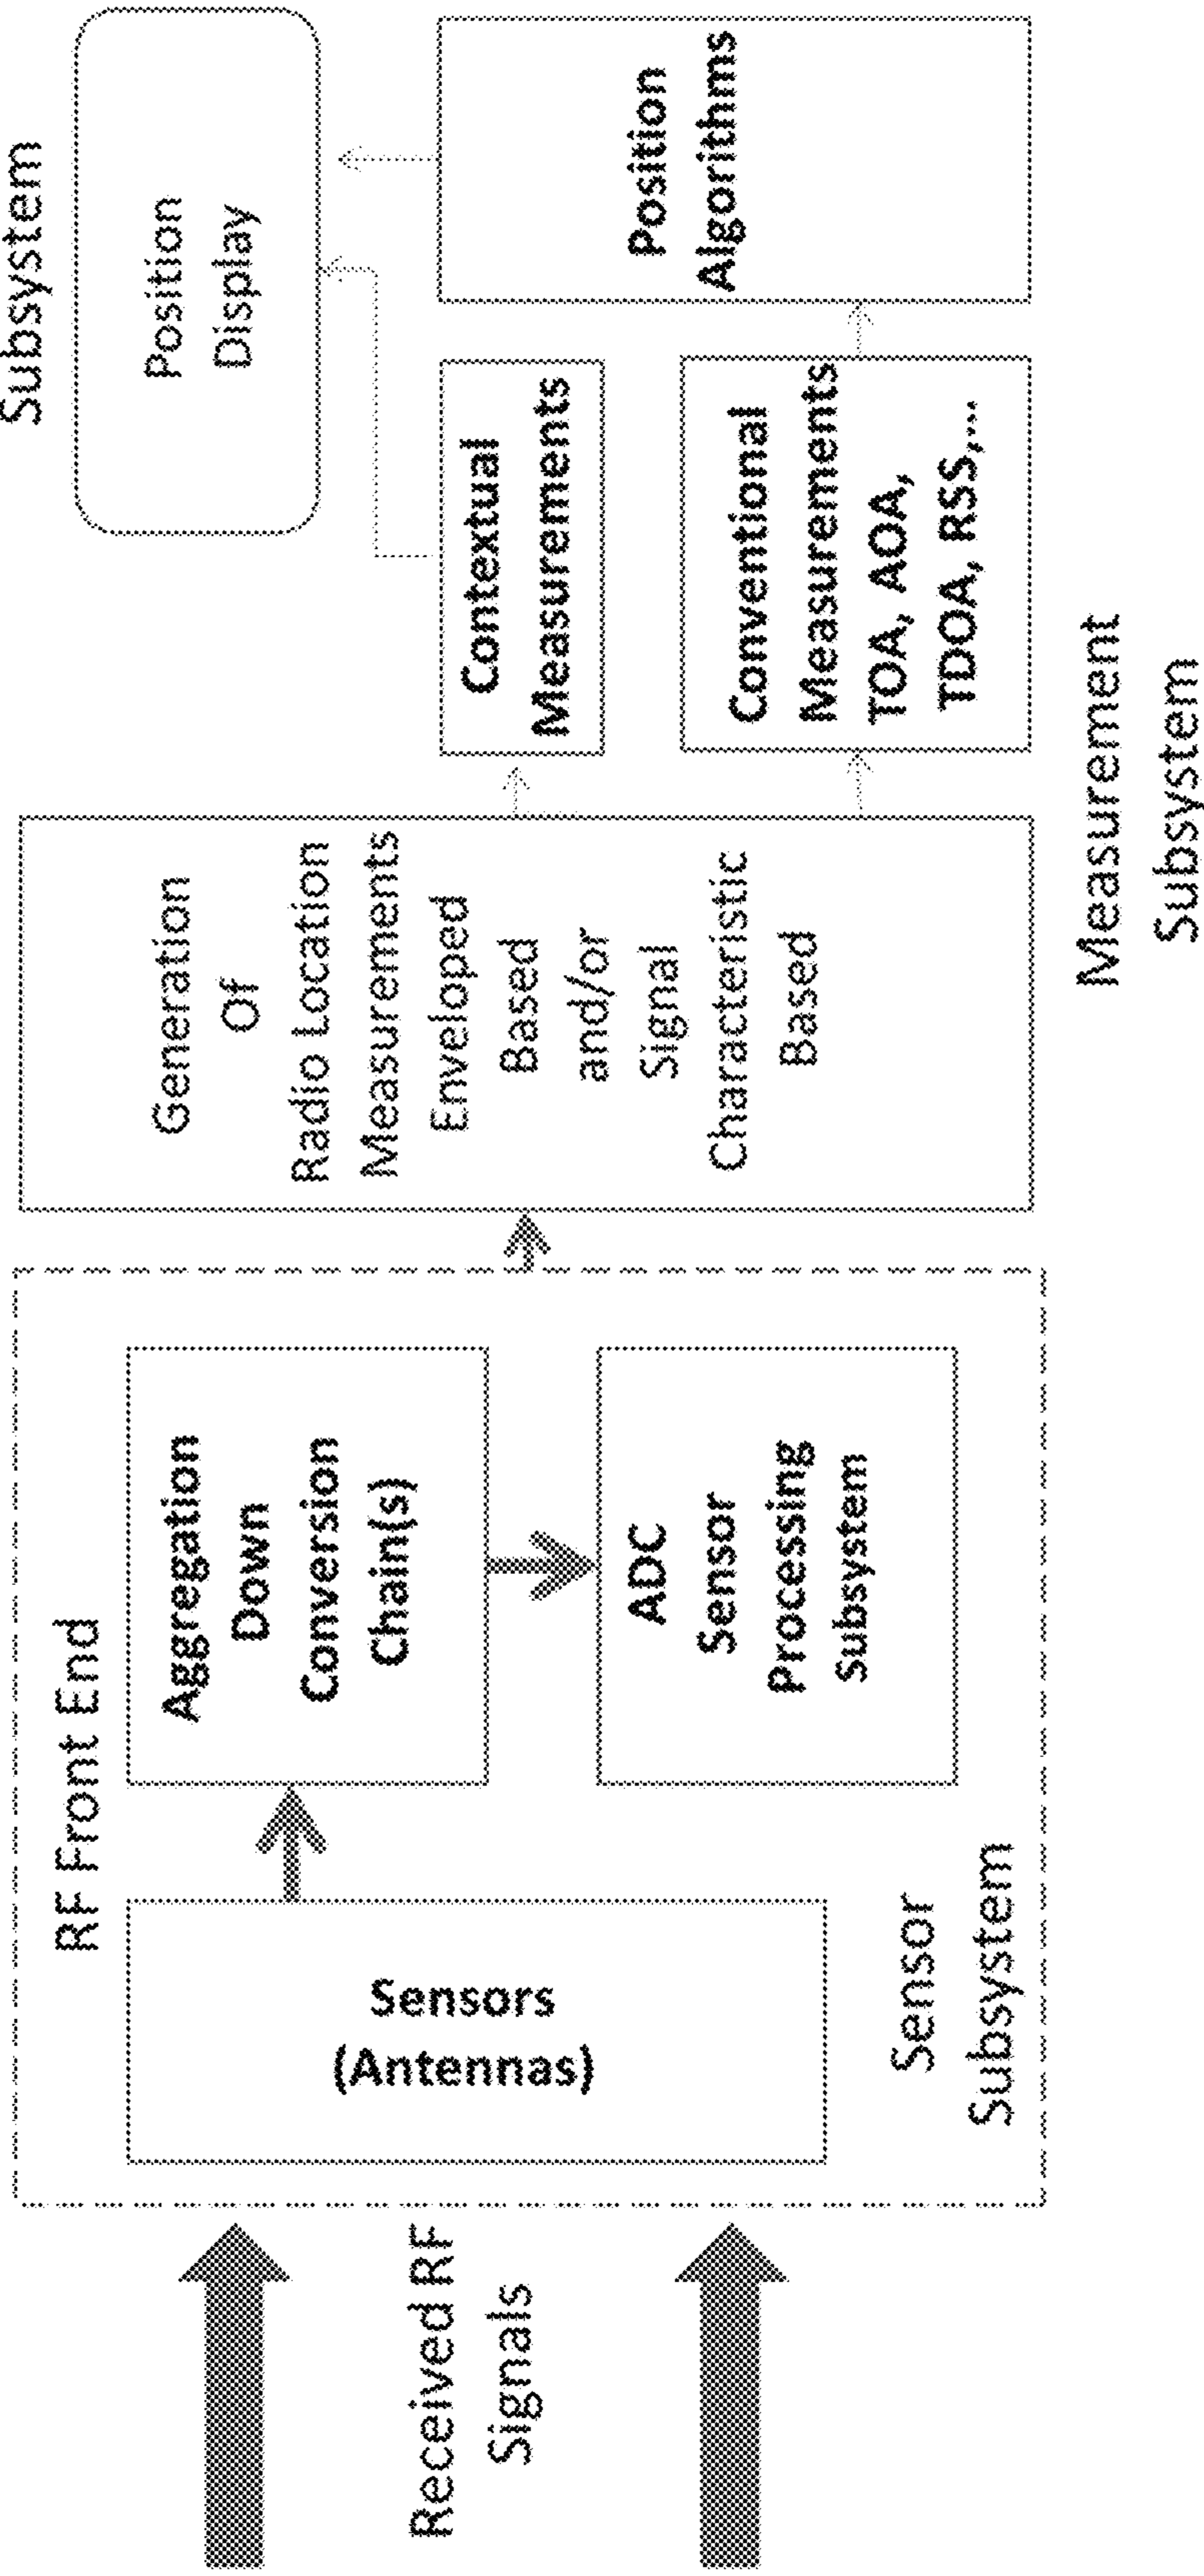 Received RF
Signals
RF Front End
Sensors
(Antennas)
Aggregation
Down
Conversion
Chain(s)
ADC
Sensor
Processing
Subsystem
Sensor
Subsystem
Generation
Of
Radio Location
Measurements
Enveloped
Based
and/or
Signal
Characteristic
Based
Contextual
Measurements
Conventional
Measurements
TOA, AOA,
TDOA, RSS,...
Measurement
Subsystem
Position
Algorithms
Subsystem
Position
Display